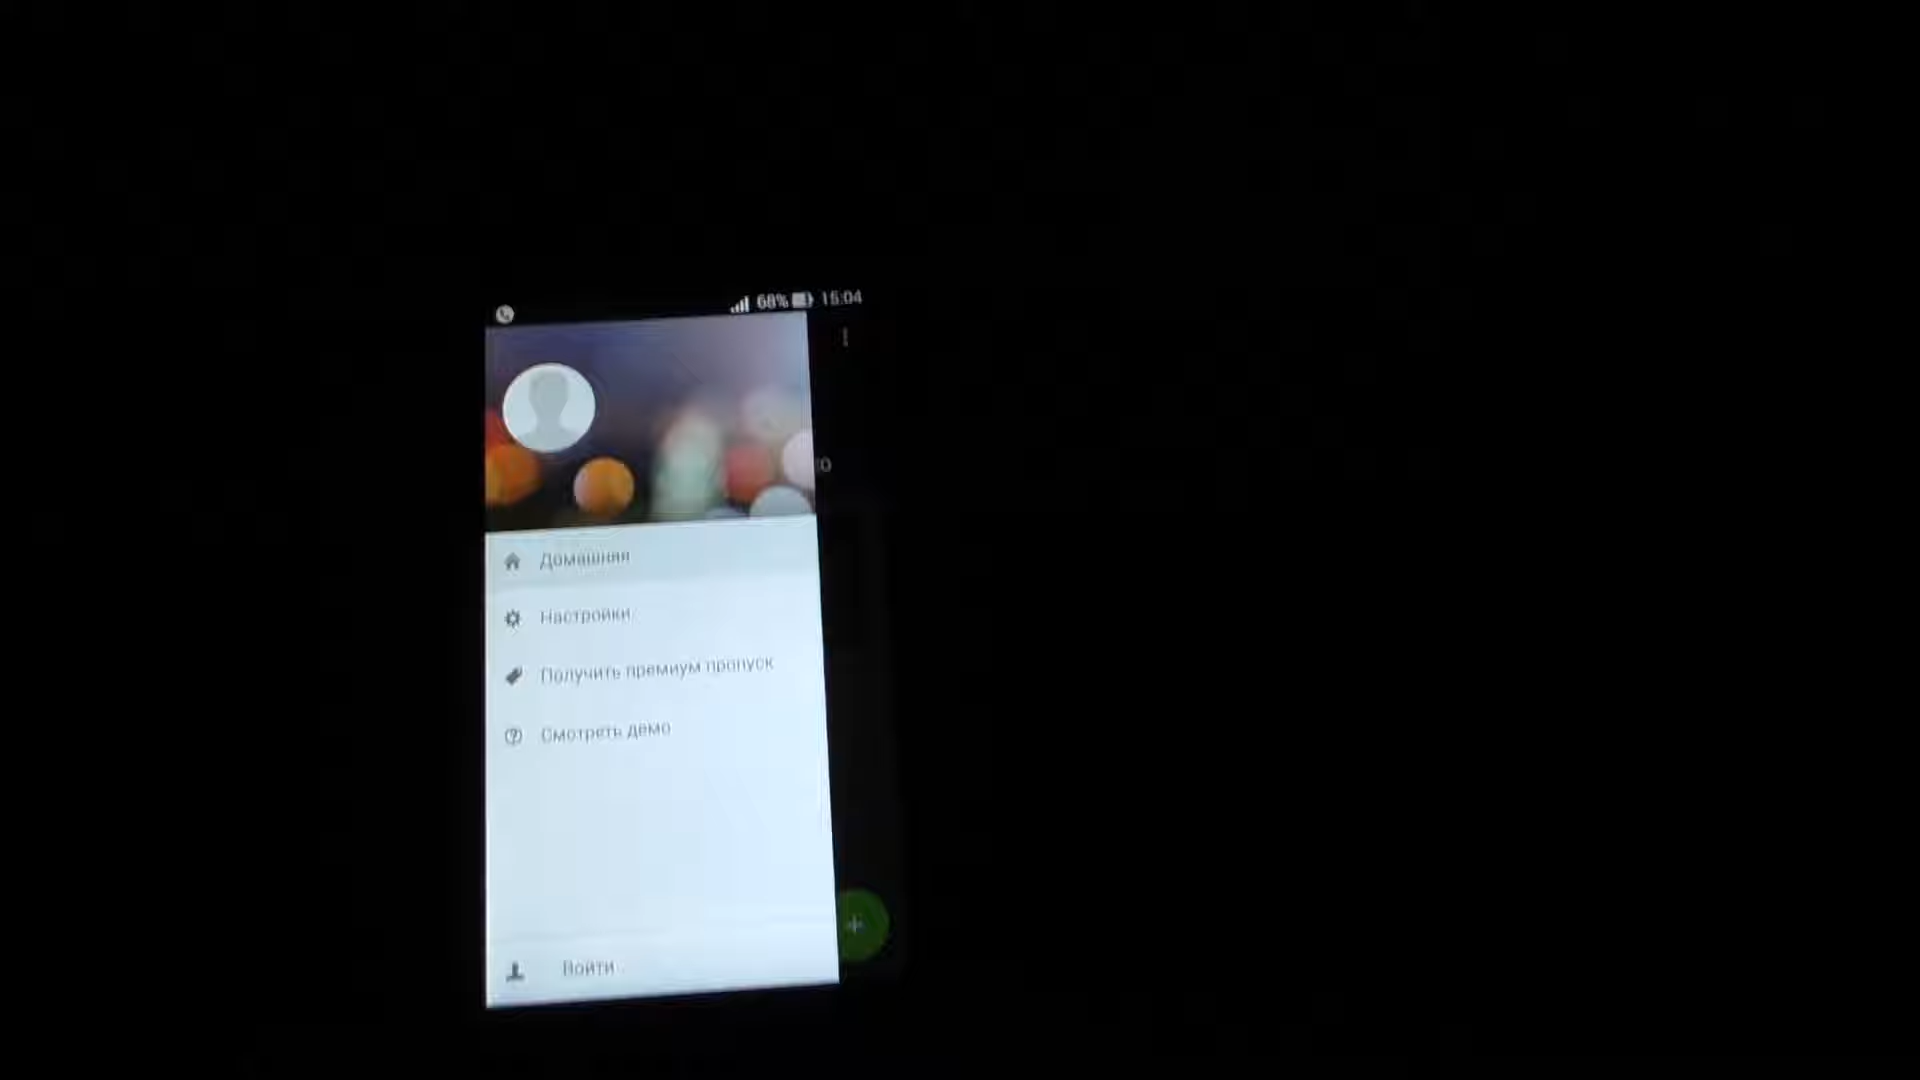 68% 15:04
Домашняя
Настройки
Получить премиум пропуск
Смотреть демо
Войти